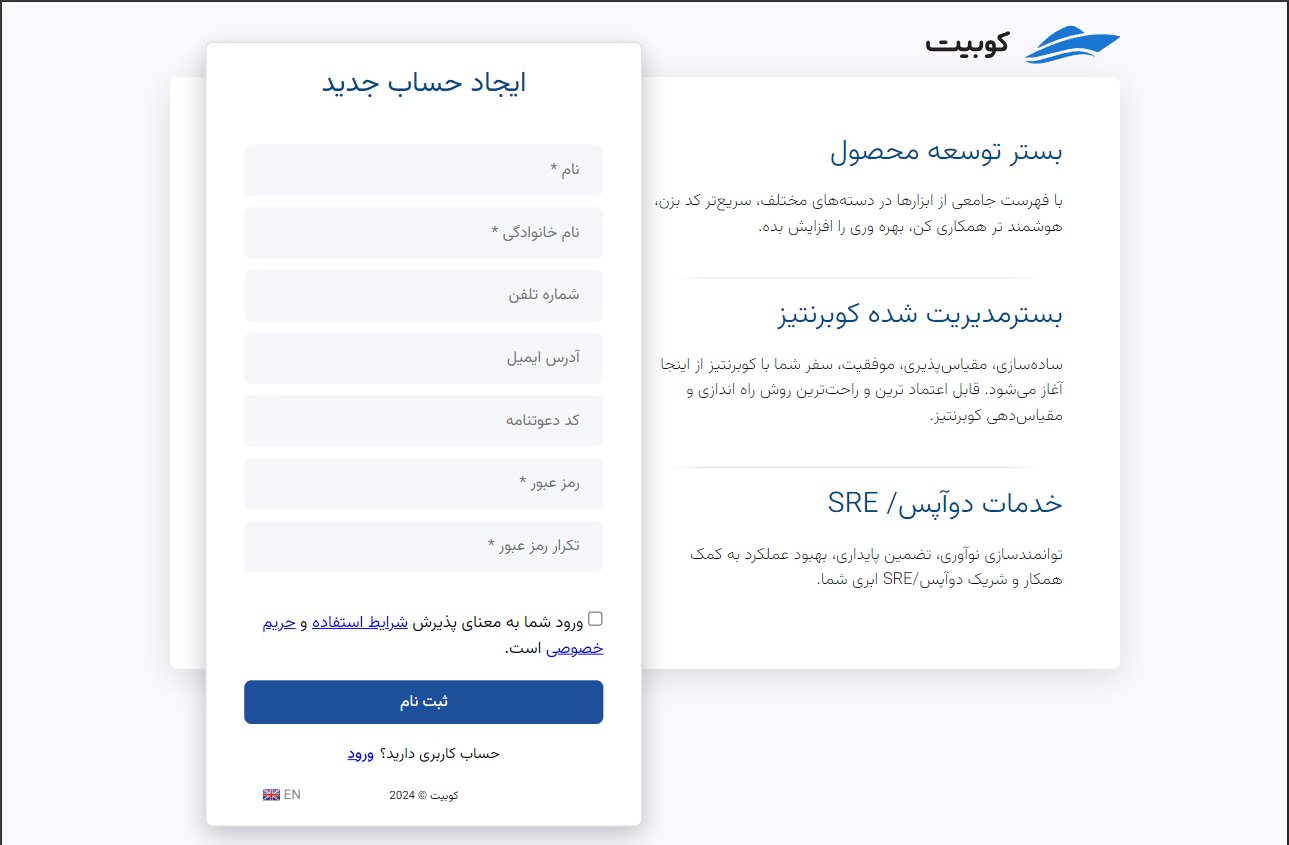 کوبیت
بستر توسعه محصول
با فهرست جامعی از ابزارها در دسته‌های مختلف، سریع‌تر کد بزن،
هوشمند تر همکاری کن، بهره وری را افزایش بده.
بسترمدیریت شده کوبرنتیز
ساده‌سازی، مقیاس‌پذیری، موفقیت، سفر شما با کوبرنتیز از اینجا
آغاز می‌شود. قابل اعتماد ترین و راحت‌ترین روش راه اندازی و
مقیاس‌دهی کوبرنتیز.
خدمات دوآپس/ SRE
توانمندسازی نوآوری، تضمین پایداری، بهبود عملکرد به کمک
همکار و شریک دوآپس/SRE ابری شما.
ایجاد حساب جدید
نام *
نام خانوادگی *
شماره تلفن
آدرس ایمیل
کد دعوتنامه
رمز عبور *
تکرار رمز عبور *
ورود شما به معنای پذیرش شرایط استفاده و حریم
خصوصی است.
ثبت نام
حساب کاربری دارید؟ ورود
کوبیت © 2024
EN